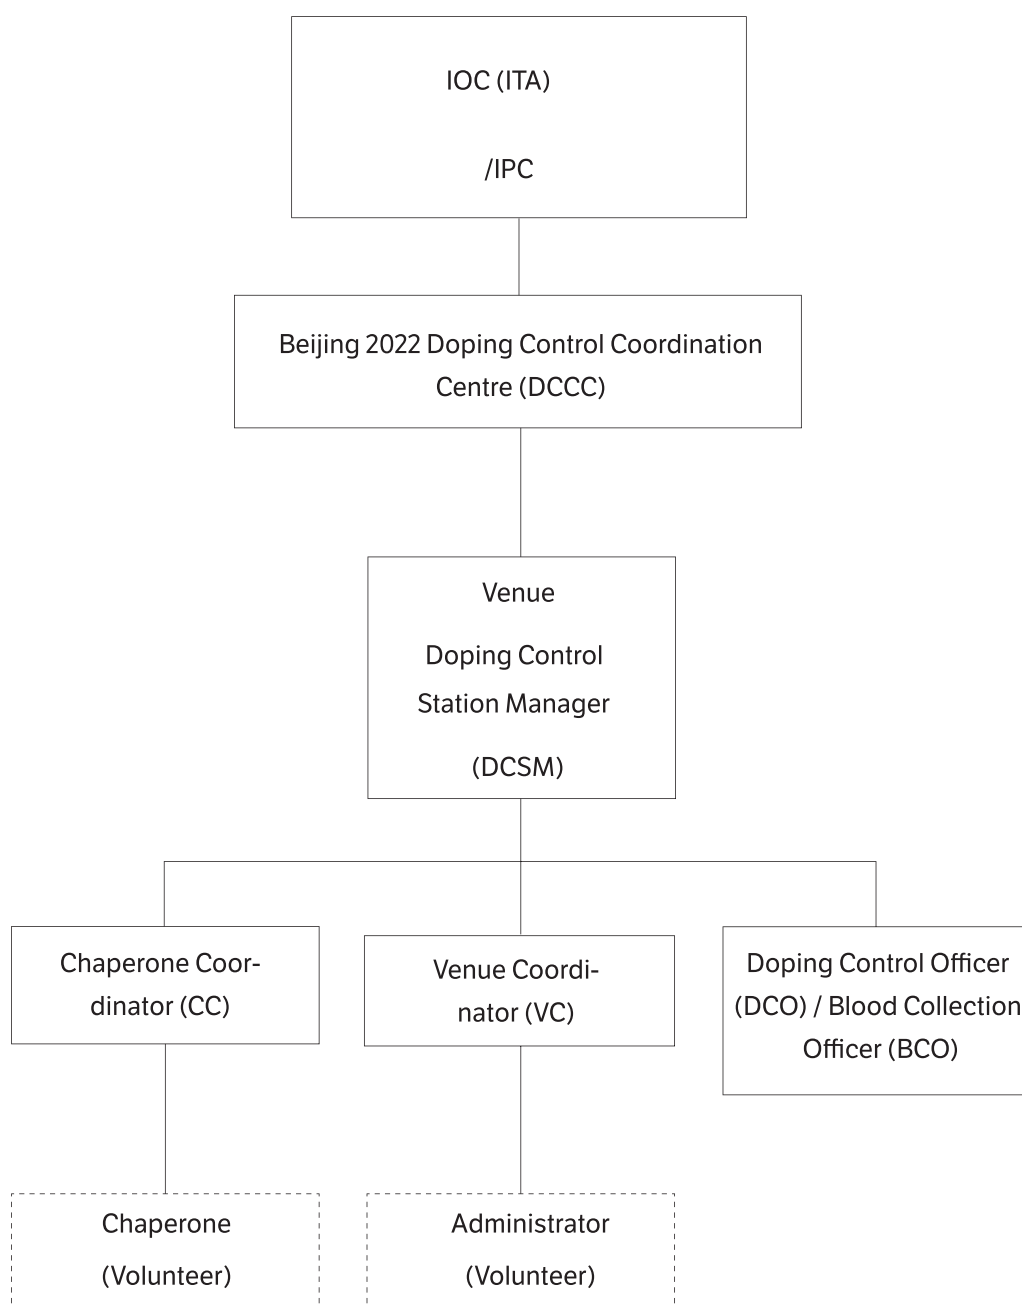 IOC (ITA)
/IPC
Beijing 2022 Doping Control Coordination
Centre (DCCC)
Venue
Doping Control
Station Manager
(DCSM)
Chaperone Coor-
dinator (CC)
Venue Coordi-
nator (VC)
Doping Control Officer
(DCO) / Blood Collection
Officer (BCO)
Chaperone
(Volunteer)
Administrator
(Volunteer)